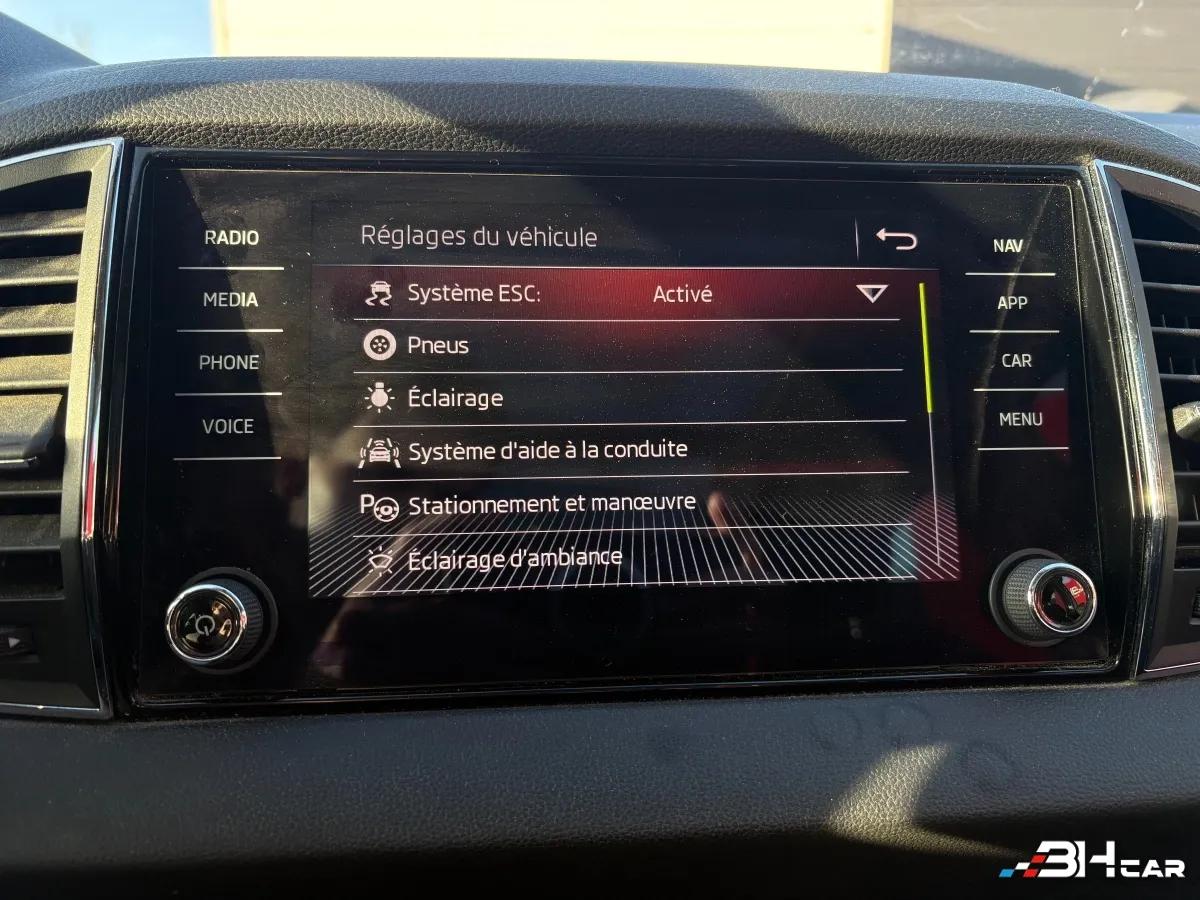 RADIO
MEDIA
PHONE
VOICE
Réglages du véhicule
Système ESC: Activé
Pneus
Éclairage
Système d'aide à la conduite
P Stationnement et manœuvre
Éclairage d'ambiance
NAV
APP
CAR
MENU
3HCAR